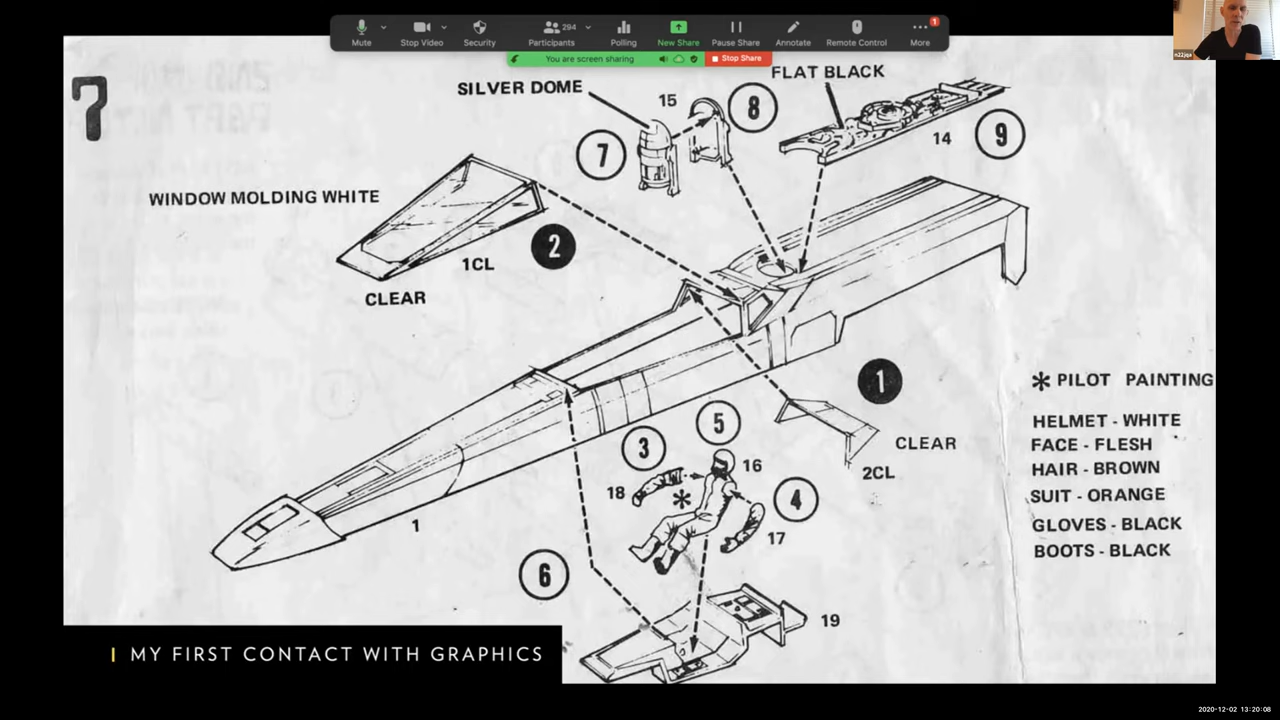 Mute
Stop Video
Security
294
Participants
Polling
New Share
Pause Share
Annotate
Remote Control
1
More
You are screen sharing
Stop Share
n22jqa
7
SILVER DOME
15
8
FLAT BLACK
7
14
9
WINDOW MOLDING WHITE
2
1CL
CLEAR
1
* PILOT PAINTING
HELMET - WHITE
FACE - FLESH
HAIR - BROWN
SUIT - ORANGE
GLOVES - BLACK
BOOTS - BLACK
CLEAR
2CL
5
3
16
18
*
4
17
1
6
19
| MY FIRST CONTACT WITH GRAPHICS
2020-12-02 13:20:08